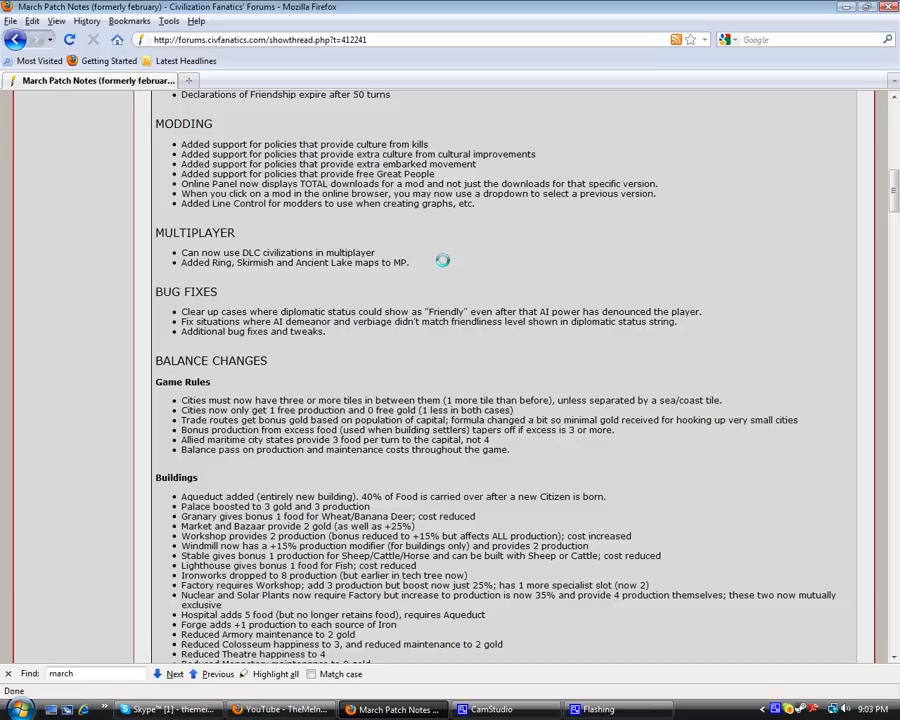 March Patch Notes (formerly february) - Civilization Fanatics' Forums - Mozilla Firefox
File Edit View History Bookmarks Tools Help
http://forums.civfanatics.com/showthread.php?t=412241
Google
Most Visited Getting Started Latest Headlines
March Patch Notes (formerly februar...
Declarations of Friendship expire after 50 turns
MODDING
Added support for policies that provide culture from kills
Added support for policies that provide extra culture from cultural improvements
Added support for policies that provide extra embarked movement
Added support for policies that provide free Great People
Online Panel now displays TOTAL downloads for a mod and not just the downloads for that specific version.
When you click on a mod in the online browser, you may now use a dropdown to select a previous version.
Added Line Control for modders to use when creating graphs, etc.
MULTIPLAYER
Can now use DLC civilizations in multiplayer
Added Ring, Skirmish and Ancient Lake maps to MP.
BUG FIXES
Clear up cases where diplomatic status could show as "Friendly" even after that AI power has denounced the player.
Fix situations where AI demeanor and verbiage didn't match friendliness level shown in diplomatic status string.
Additional bug fixes and tweaks.
BALANCE CHANGES
Game Rules
Cities must now have three or more tiles in between them (1 more tile than before), unless separated by a sea/coast tile.
Cities now only get 1 free production and 0 free gold (1 less in both cases)
Trade routes get bonus gold based on population of capital; formula changed a bit so minimal gold received for hooking up very small cities
Bonus production from excess food (used when building settlers) tapers off if excess is 3 or more.
Allied maritime city states provide 3 food per turn to the capital, not 4
Balance pass on production and maintenance costs throughout the game.
Buildings
Aqueduct added (entirely new building). 40% of Food is carried over after a new Citizen is born.
Palace boosted to 3 gold and 3 production
Granary gives bonus 1 food for Wheat/Banana Deer; cost reduced
Market and Bazaar provide 2 gold (as well as +25%)
Workshop provides 2 production (bonus reduced to +15% but affects ALL production); cost increased
Windmill now has a +15% production modifier (for buildings only) and provides 2 production
Stable gives bonus 1 production for Sheep/Cattle/Horse and can be built with Sheep or Cattle; cost reduced
Lighthouse gives bonus 1 food for Fish; cost reduced
Ironworks dropped to 8 production (but earlier in tech tree now)
Factory requires Workshop; add 3 production but boost now just 25%; has 1 more specialist slot (now 2)
Nuclear and Solar Plants now require Factory but increase to production is now 35% and provide 4 production themselves; these two now mutually
exclusive
Hospital adds 5 food (but no longer retains food), requires Aqueduct
Forge adds +1 production to each source of Iron
Reduced Armory maintenance to 2 gold
Reduced Colosseum happiness to 3, and reduced maintenance to 2 gold
Reduced Theatre happiness to 4
Find: march Next Previous Highlight all Match case
Done
Skype™ [1] - themei... YouTube - TheMeIn... March Patch Notes ... CamStudio Flashing 9:03 PM